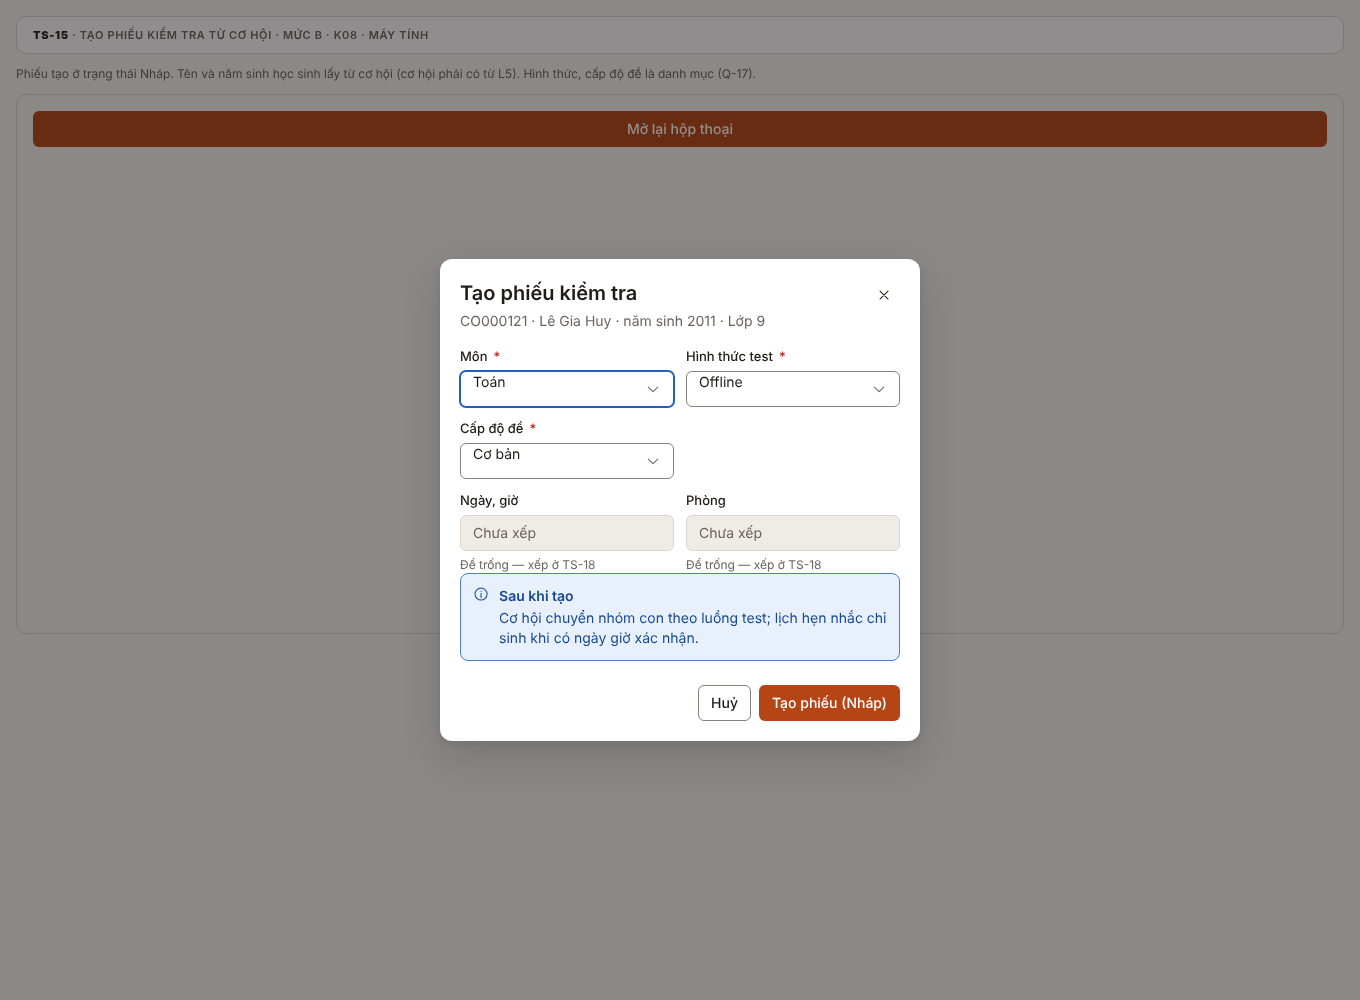 TS-15 · TẠO PHIẾU KIỂM TRA TỪ CƠ HỘI · MỨC B · K08 · MÁY TÍNH
Phiếu tạo ở trạng thái Nháp. Tên và năm sinh học sinh lấy từ cơ hội (cơ hội phải có từ L5). Hình thức, cấp độ đề là danh mục (Q-17).
Mở lại hộp thoại
Tạo phiếu kiểm tra
CO000121 · Lê Gia Huy · năm sinh 2011 · Lớp 9
Môn * Hình thức test *
Toán Offline
Cấp độ đề *
Cơ bản
Ngày, giờ Phòng
Chưa xếp Chưa xếp
Để trống — xếp ở TS-18 Để trống — xếp ở TS-18
Sau khi tạo
Cơ hội chuyển nhóm con theo luồng test; lịch hẹn nhắc chỉ
sinh khi có ngày giờ xác nhận.
Huỷ Tạo phiếu (Nháp)